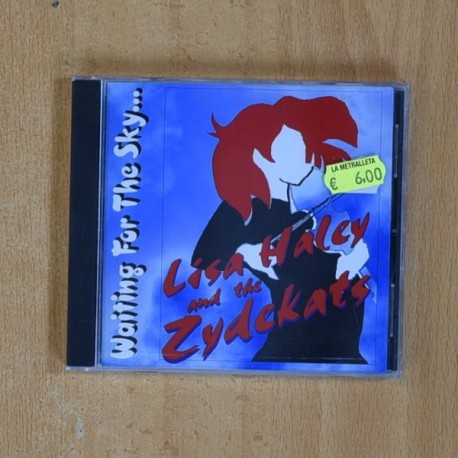 Waiting For The Sky...
LA METRALLETA
€ 6,00
Lisa Haley
and the
Zydekats